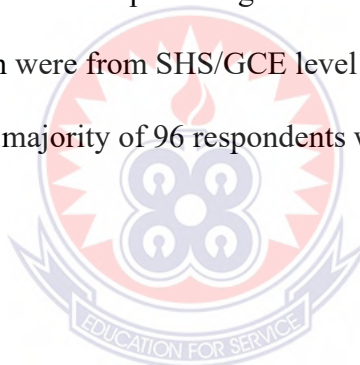 n were from SHS/GCE level
majority of 96 respondents
EDUCATION FOR SERVICE